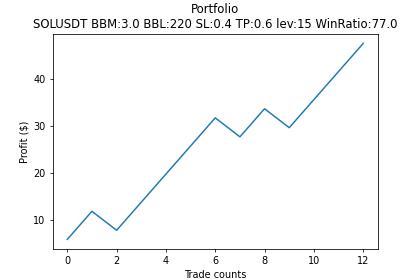 Portfolio
SOLUSDT BBM:3.0 BBL:220 SL:0.4 TP:0.6 lev:15 WinRatio:77.0
Profit ($)
40
30
20
10
0 2 4 6 8 10 12
Trade counts